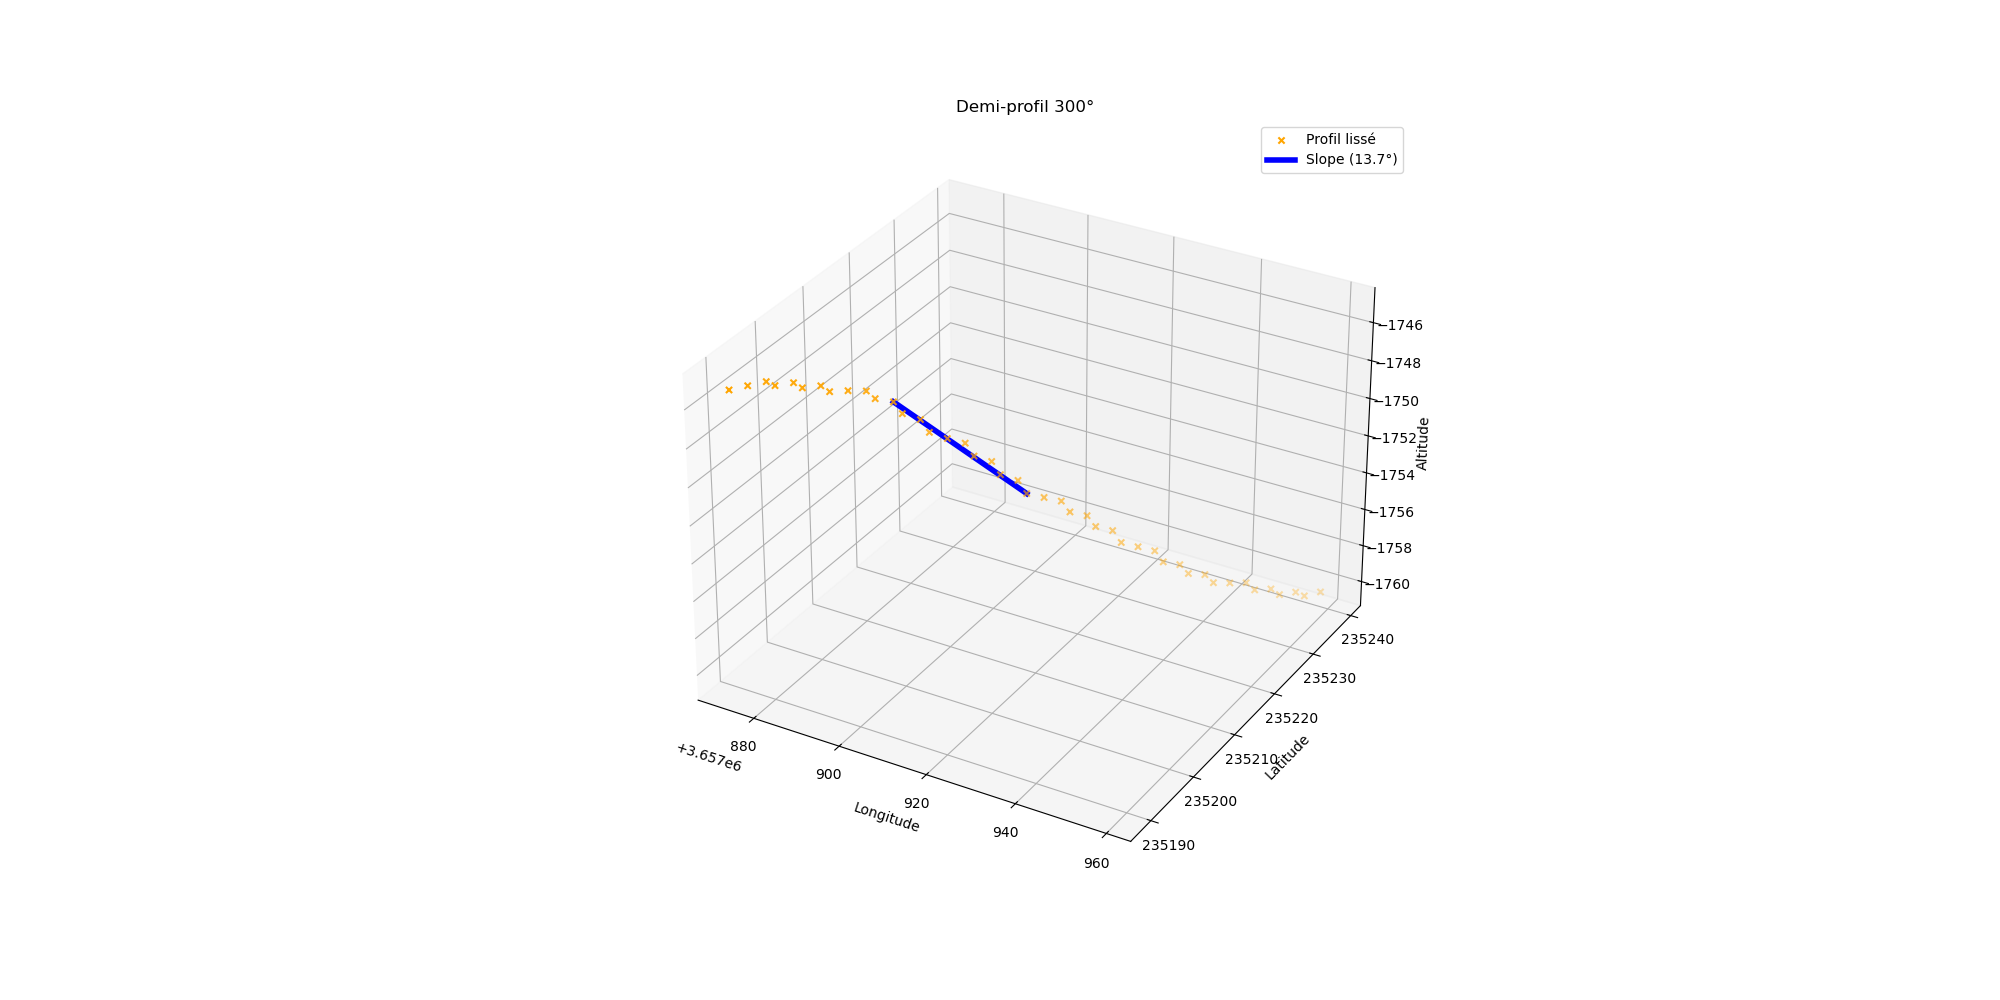 Demi-profil 300°
Profil lissé
Slope (13.7°)
−1746
−1748
−1750
−1752
−1754
−1756
−1758
−1760
Altitude
235240
235230
235220
235210
235200
235190
Latitude
880
900
920
940
960
+3.657e6
Longitude